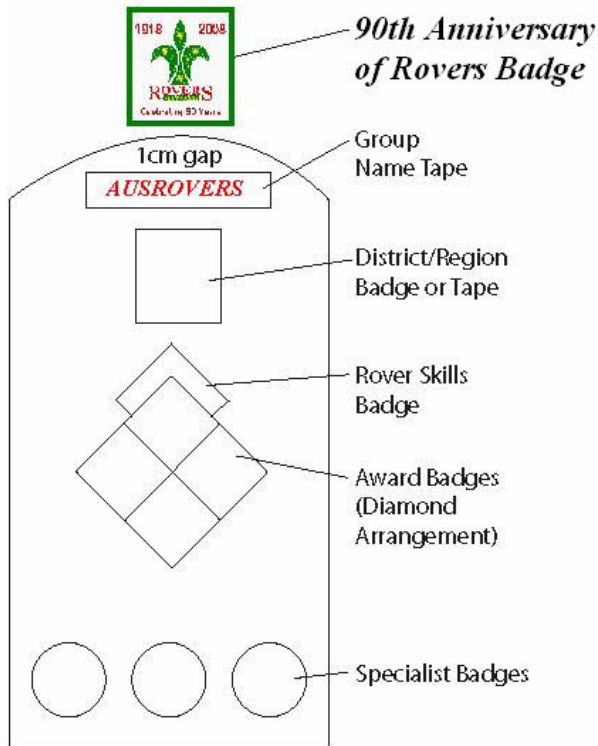 1918 2008
ROVERS
Celebrating 90 Years
90th Anniversary
of Rovers Badge
1cm gap
AUSROVERS
Group
Name Tape
District/Region
Badge or Tape
Rover Skills
Badge
Award Badges
(Diamond
Arrangement)
Specialist Badges